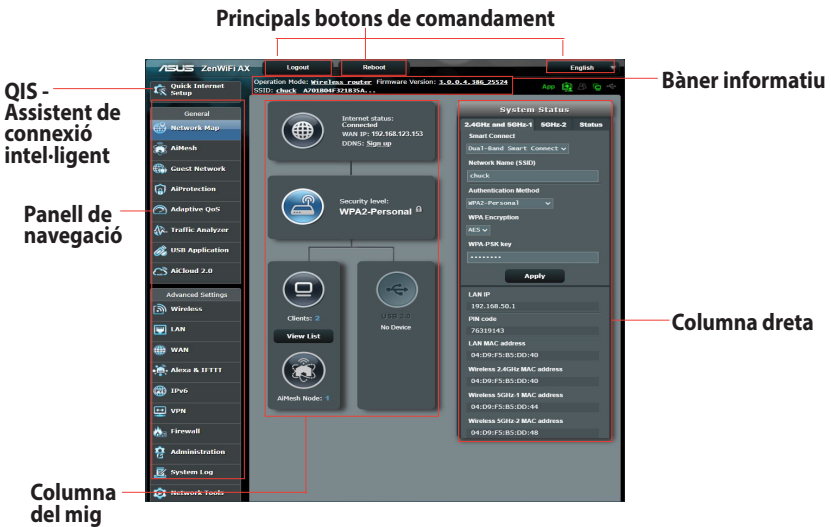 Principals botons de comandament
ASUS ZenWiFi AX
Logout
Reboot
English
Operation Mode: Wireless router Firmware Version: 3.0.0.4.386_25524
SSID: chuck A701B04F321B35A...
App
Bàner informatiu
QIS -
Assistent de
connexió
intel·ligent
Panell de
navegació
Quick Internet
Setup
General
Network Map
AiMesh
Guest Network
AiProtection
Adaptive QoS
Traffic Analyzer
USB Application
AiCloud 2.0
Advanced Settings
Wireless
LAN
WAN
Alexa & IFTTT
IPv6
VPN
Firewall
Administration
System Log
Network Tools
Internet status:
Connected
WAN IP: 192.168.123.153
DDNS: Sign up
Security level:
WPA2-Personal
Clients: 2
View List
AiMesh Node: 1
USB 3.0
No Device
System Status
2.4GHz and 5GHz-1
5GHz-2
Status
Smart Connect
Dual-Band Smart Connect
Network Name (SSID)
chuck
Authentication Method
WPA2-Personal
WPA Encryption
AES
WPA-PSK key
••••••••
Apply
LAN IP
192.168.50.1
PIN code
76319143
LAN MAC address
04:D9:F5:B5:DD:40
Wireless 2.4GHz MAC address
04:D9:F5:B5:DD:40
Wireless 5GHz-1 MAC address
04:D9:F5:B5:DD:44
Wireless 5GHz-2 MAC address
04:D9:F5:B5:DD:48
Columna dreta
Columna
del mig